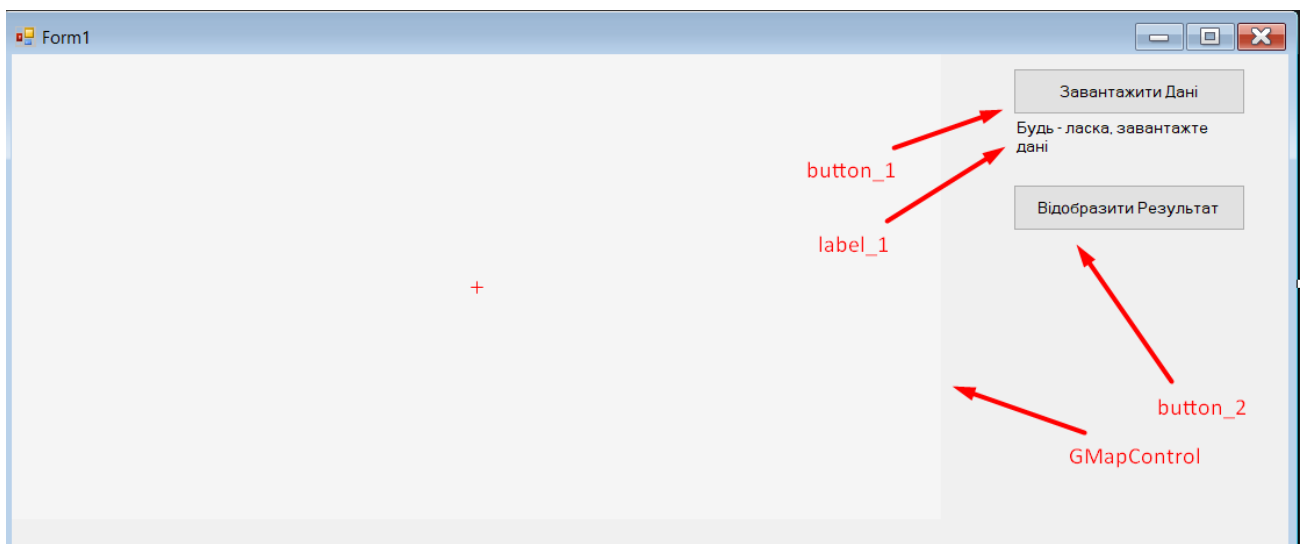 Form1
Завантажити Дані
Будь - ласка, завантажте
дані
button_1
Відобразити Результат
label_1
button_2
GMapControl